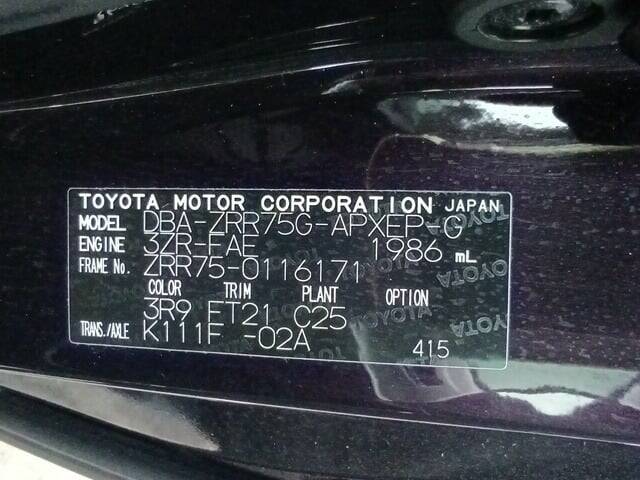 TOYOTA MOTOR CORPORATION JAPAN
MODEL DBA-ZRR75G-APXEP-G
ENGINE 3ZR-FAE 1986 mL
FRAME No. ZRR75-0116171
COLOR TRIM PLANT OPTION
3R9 FT21 C25
TRANS./AXLE K111F -02A
415